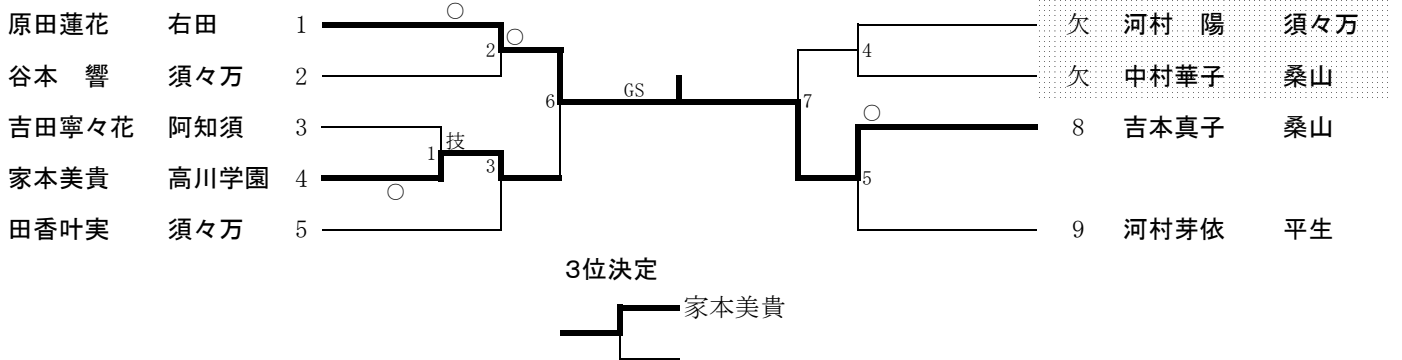 ○
原田蓮花 右田 1
○
2
谷本 響 須々万 2
6
吉田寧々花 阿知須 3
技
1
3
家本美貴 高川学園 4
○
田香叶実 須々万 5
GS
欠 河村 陽 須々万
4
欠 中村華子 桑山
7
○
8 吉本真子 桑山
5
9 河村芽依 平生
3位決定
家本美貴